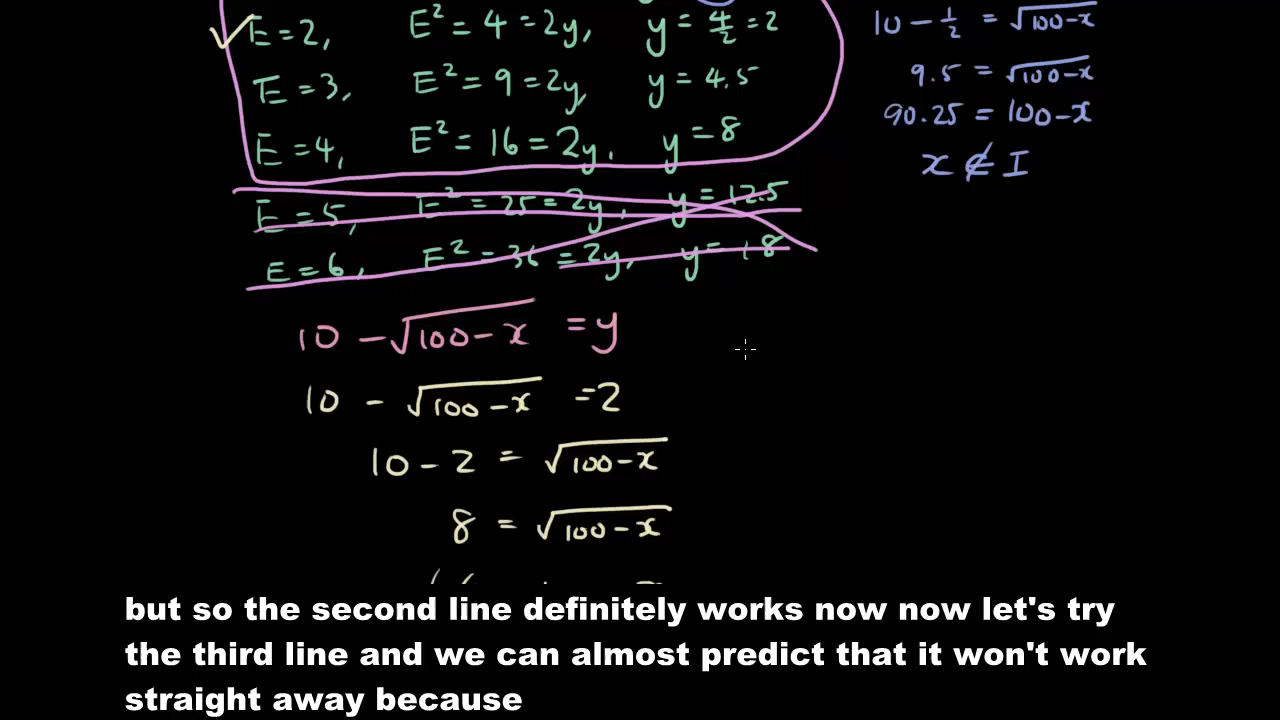 E = 2, E² = 4 = 2y, y = 4/2 = 2
E = 3, E² = 9 = 2y, y = 4.5
E = 4, E² = 16 = 2y, y = 8
E = 5, E² = 25 = 2y, y = 12.5
E = 6, E² = 36 = 2y, y = 18
10 - 1/2 = √100-x
9.5 = √100-x
90.25 = 100-x
x ∉ I
10 - √100-x = y
10 - √100-x = 2
10 - 2 = √100-x
8 = √100-x
but so the second line definitely works now now let's try
the third line and we can almost predict that it won't work
straight away because